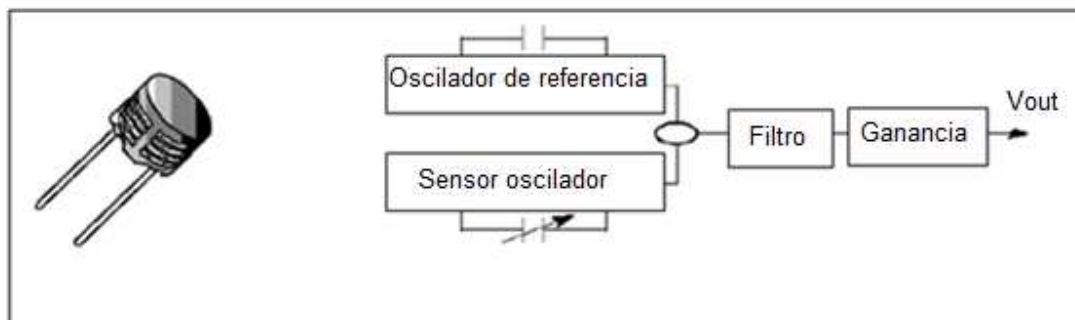 Oscilador de referencia
Vout
Filtro
Ganancia
Sensor oscilador